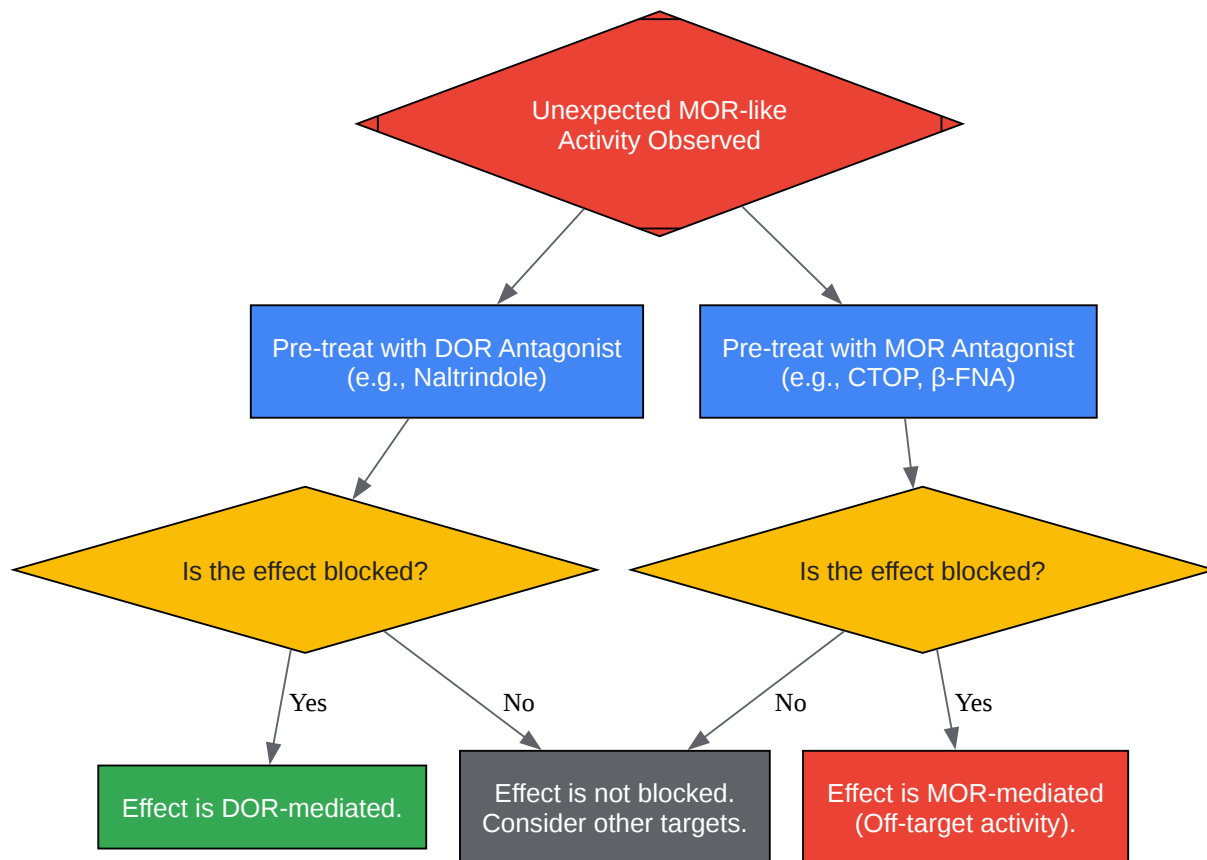 Unexpected MOR-like
Activity Observed
Pre-treat with DOR Antagonist
(e.g., Naltrindole)
Pre-treat with MOR Antagonist
(e.g., CTOP, β-FNA)
Is the effect blocked?
Is the effect blocked?
Yes
No
No
Yes
Effect is DOR-mediated.
Effect is not blocked.
Consider other targets.
Effect is MOR-mediated
(Off-target activity).